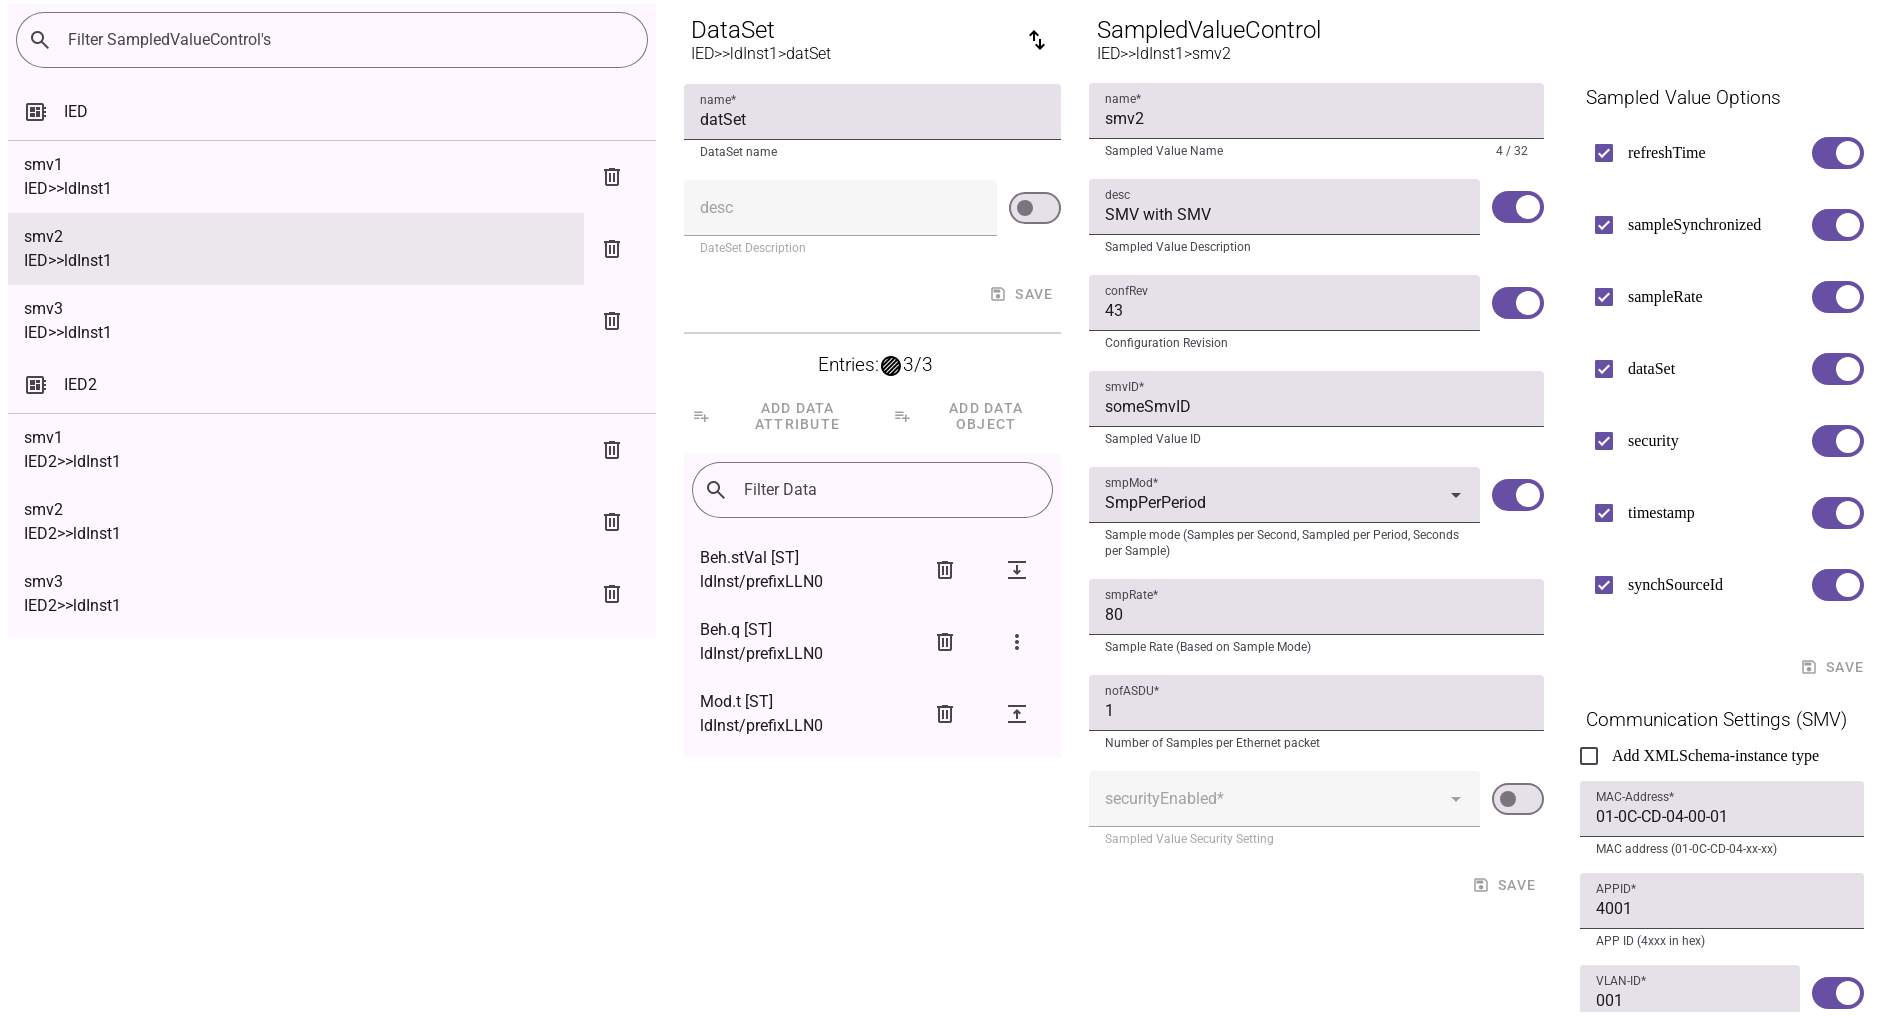 Filter SampledValueControl's
IED
smv1
IED>>ldInst1
smv2
IED>>ldInst1
smv3
IED>>ldInst1
IED2
smv1
IED2>>ldInst1
smv2
IED2>>ldInst1
smv3
IED2>>ldInst1
DataSet
IED>>ldInst1>datSet
name*
datSet
DataSet name
desc
DateSet Description
SAVE
Entries: 3/3
ADD DATA
ATTRIBUTE
ADD DATA
OBJECT
Filter Data
Beh.stVal [ST]
ldInst/prefixLLN0
Beh.q [ST]
ldInst/prefixLLN0
Mod.t [ST]
ldInst/prefixLLN0
SampledValueControl
IED>>ldInst1>smv2
name*
smv2
Sampled Value Name
4 / 32
desc
SMV with SMV
Sampled Value Description
confRev
43
Configuration Revision
smvID*
someSmvID
Sampled Value ID
smpMod*
SmpPerPeriod
Sample mode (Samples per Second, Sampled per Period, Seconds
per Sample)
smpRate*
80
Sample Rate (Based on Sample Mode)
nofASDU*
1
Number of Samples per Ethernet packet
securityEnabled*
Sampled Value Security Setting
SAVE
Sampled Value Options
refreshTime
sampleSynchronized
sampleRate
dataSet
security
timestamp
synchSourceId
SAVE
Communication Settings (SMV)
Add XMLSchema-instance type
MAC-Address*
01-0C-CD-04-00-01
MAC address (01-0C-CD-04-xx-xx)
APPID*
4001
APP ID (4xxx in hex)
VLAN-ID*
001